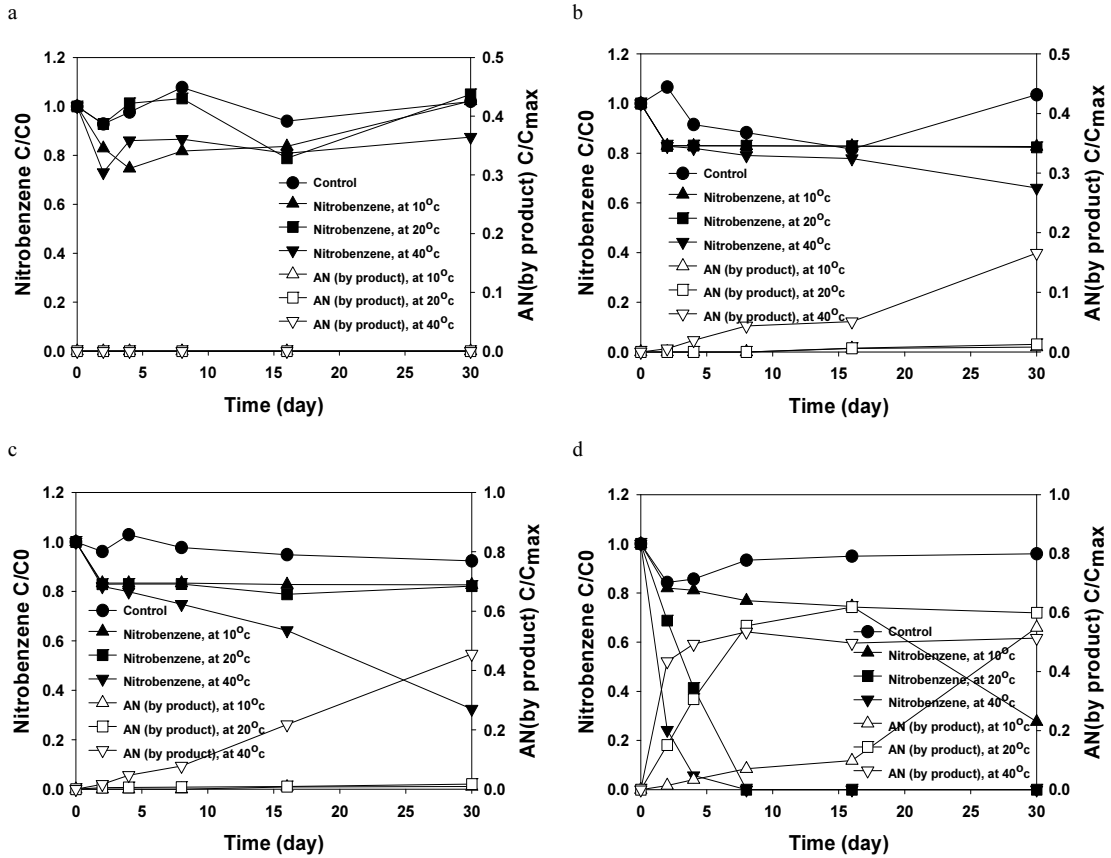 a
1.2
1.0
0.8
0.6
0.4
0.2
0.0
0.5
0.4
0.3
0.2
0.1
0.0
0 5 10 15 20 25 30
Nitrobenzene C/C0
AN(by product) C/Cmax
Time (day)
Control
Nitrobenzene, at 10oc
Nitrobenzene, at 20oc
Nitrobenzene, at 40oc
AN (by product), at 10oc
AN (by product), at 20oc
AN (by product), at 40oc
b
1.2
1.0
0.8
0.6
0.4
0.2
0.0
0.5
0.4
0.3
0.2
0.1
0.0
0 5 10 15 20 25 30
Nitrobenzene C/C0
AN(by product) C/Cmax
Time (day)
Control
Nitrobenzene, at 10oc
Nitrobenzene, at 20oc
Nitrobenzene, at 40oc
AN (by product), at 10oc
AN (by product), at 20oc
AN (by product), at 40oc
c
1.2
1.0
0.8
0.6
0.4
0.2
0.0
1.0
0.8
0.6
0.4
0.2
0.0
0 5 10 15 20 25 30
Nitrobenzene C/C0
AN(by product) C/Cmax
Time (day)
Control
Nitrobenzene, at 10oc
Nitrobenzene, at 20oc
Nitrobenzene, at 40oc
AN (by product), at 10oc
AN (by product), at 20oc
AN (by product), at 40oc
d
1.2
1.0
0.8
0.6
0.4
0.2
0.0
1.0
0.8
0.6
0.4
0.2
0.0
0 5 10 15 20 25 30
Nitrobenzene C/C0
AN(by product) C/Cmax
Time (day)
Control
Nitrobenzene, at 10oc
Nitrobenzene, at 20oc
Nitrobenzene, at 40oc
AN (by product), at 10oc
AN (by product), at 20oc
AN (by product), at 40oc